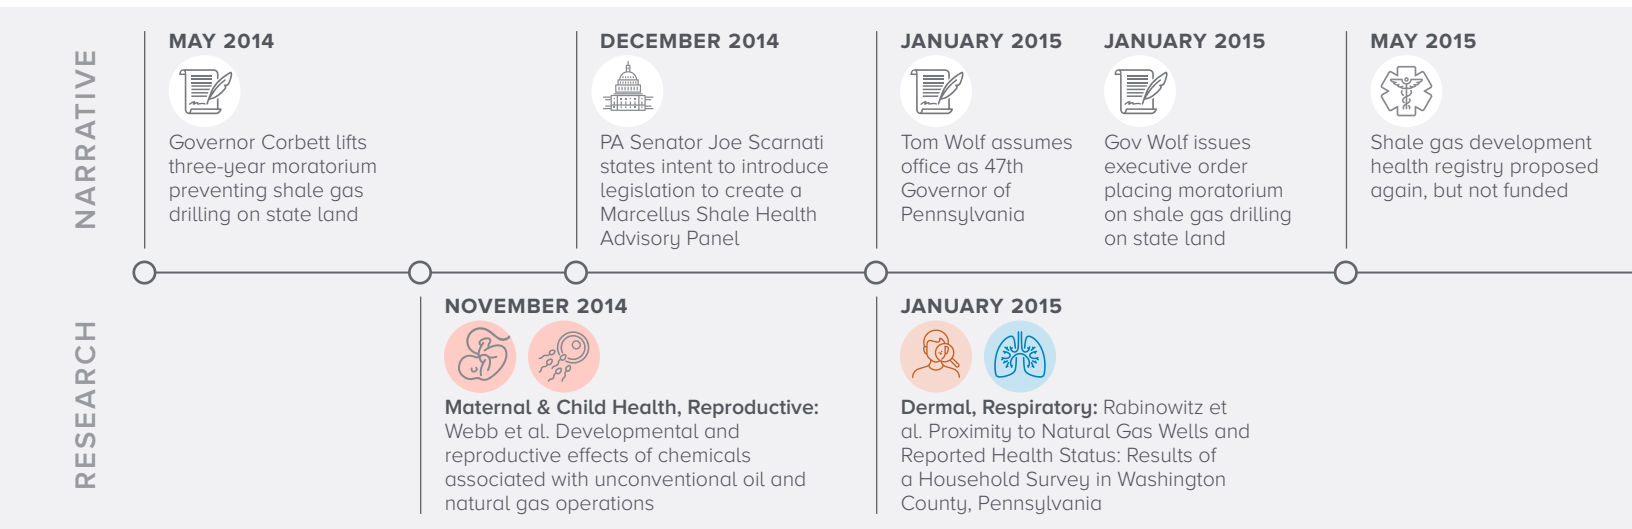 NARRATIVE
MAY 2014
Governor Corbett lifts
three-year moratorium
preventing shale gas
drilling on state land
DECEMBER 2014
PA Senator Joe Scarnati
states intent to introduce
legislation to create a
Marcellus Shale Health
Advisory Panel
JANUARY 2015
Tom Wolf assumes
office as 47th
Governor of
Pennsylvania
JANUARY 2015
Gov Wolf issues
executive order
placing moratorium
on shale gas drilling
on state land
MAY 2015
Shale gas development
health registry proposed
again, but not funded
RESEARCH
NOVEMBER 2014
Maternal & Child Health, Reproductive:
Webb et al. Developmental and
reproductive effects of chemicals
associated with unconventional oil and
natural gas operations
JANUARY 2015
Dermal, Respiratory: Rabinowitz et
al. Proximity to Natural Gas Wells and
Reported Health Status: Results of
a Household Survey in Washington
County, Pennsylvania